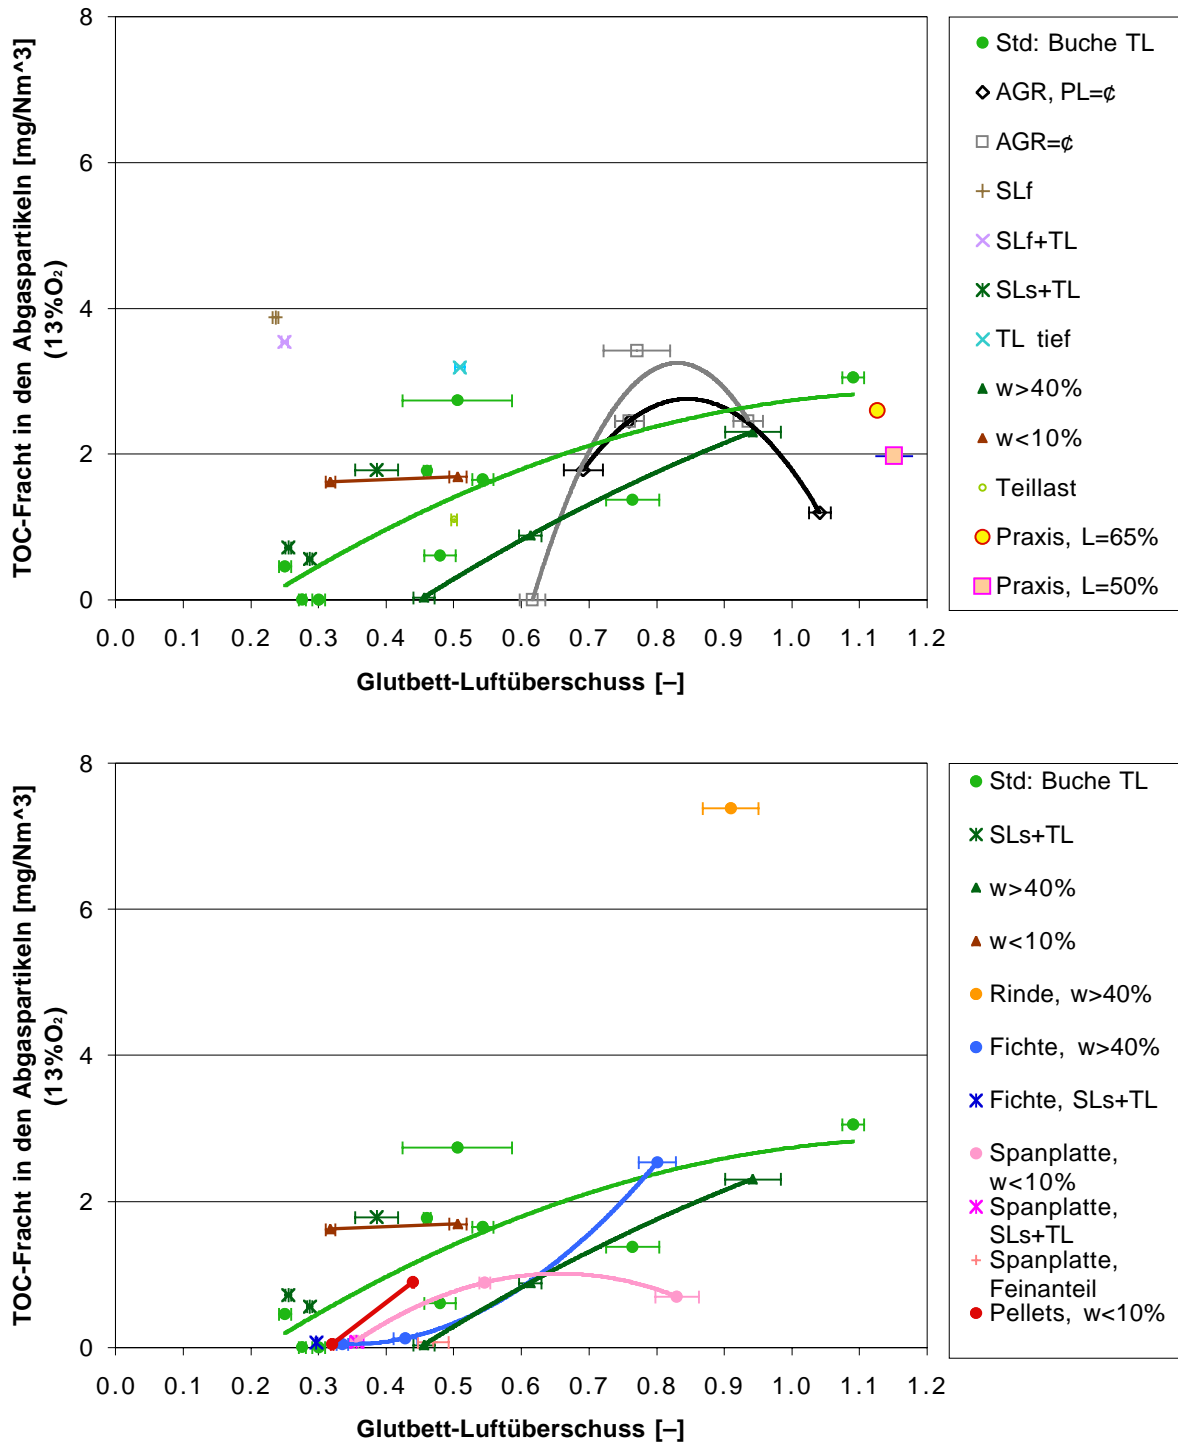 TOC-Fracht in den Abgaspartikeln [mg/Nm^3]
(13%O₂)
8
6
4
2
0
0.0 0.1 0.2 0.3 0.4 0.5 0.6 0.7 0.8 0.9 1.0 1.1 1.2
Glutbett-Luftüberschuss [–]
Std: Buche TL
AGR, PL=¢
AGR=¢
SLf
SLf+TL
SLs+TL
TL tief
w>40%
w<10%
Teillast
Praxis, L=65%
Praxis, L=50%
TOC-Fracht in den Abgaspartikeln [mg/Nm^3]
(13%O₂)
8
6
4
2
0
0.0 0.1 0.2 0.3 0.4 0.5 0.6 0.7 0.8 0.9 1.0 1.1 1.2
Glutbett-Luftüberschuss [–]
Std: Buche TL
SLs+TL
w>40%
w<10%
Rinde, w>40%
Fichte, w>40%
Fichte, SLs+TL
Spanplatte,
w<10%
Spanplatte,
SLs+TL
Spanplatte,
Feinanteil
Pellets, w<10%